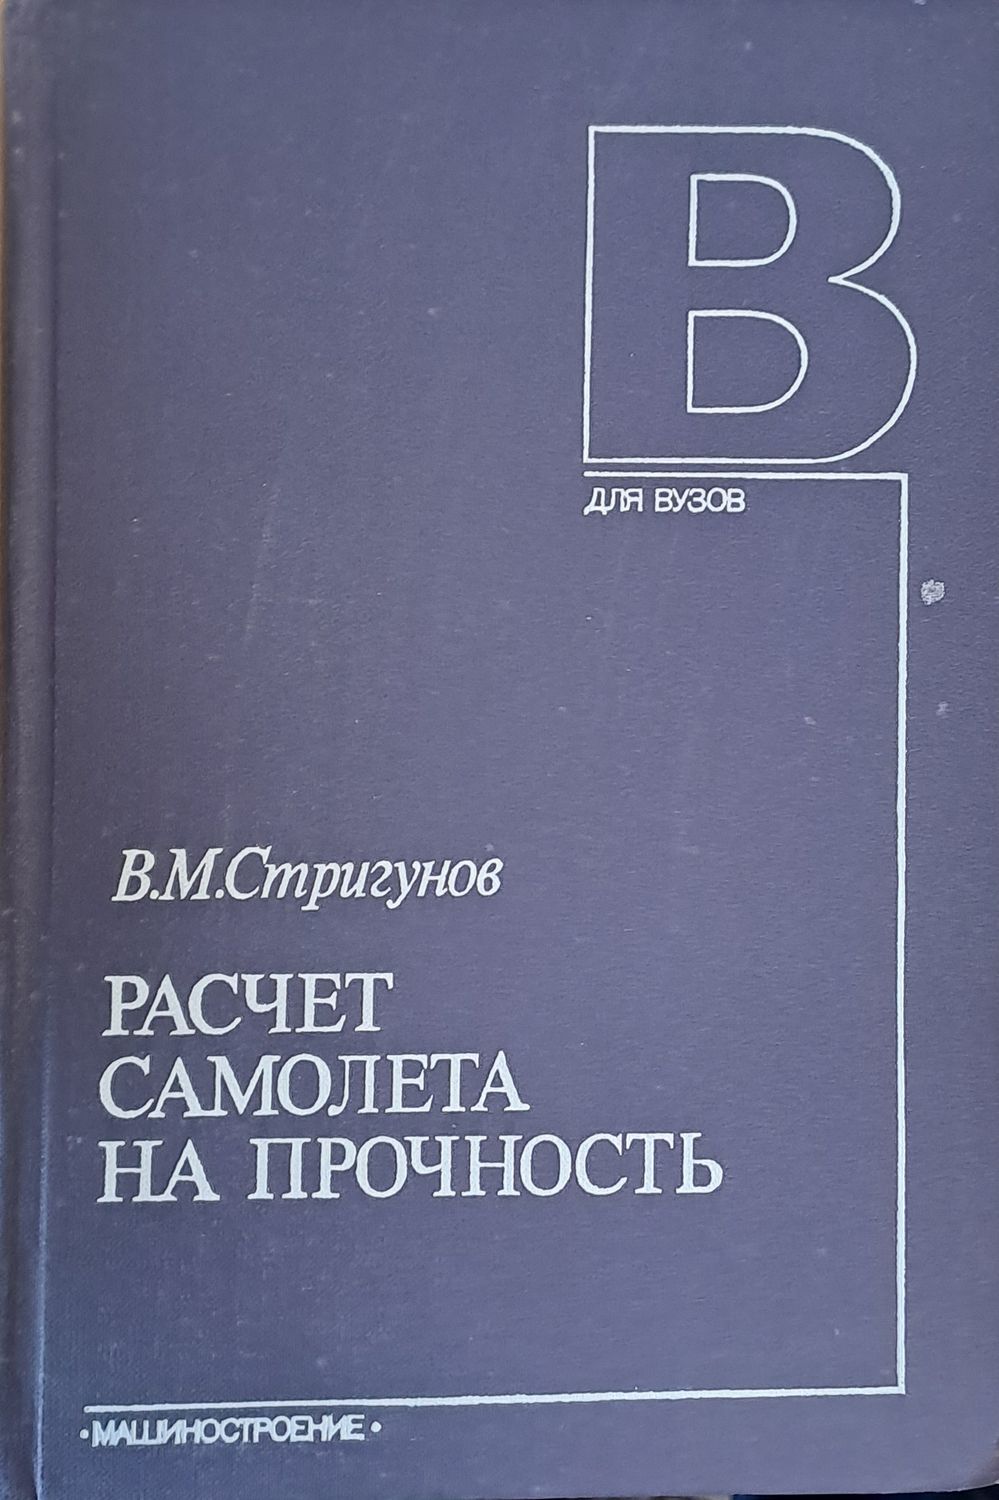 В
ДЛЯ ВУЗОВ
В.М.Стригунов
РАСЧЕТ
САМОЛЕТА
НА ПРОЧНОСТЬ
•МАШИНОСТРОЕНИЕ•